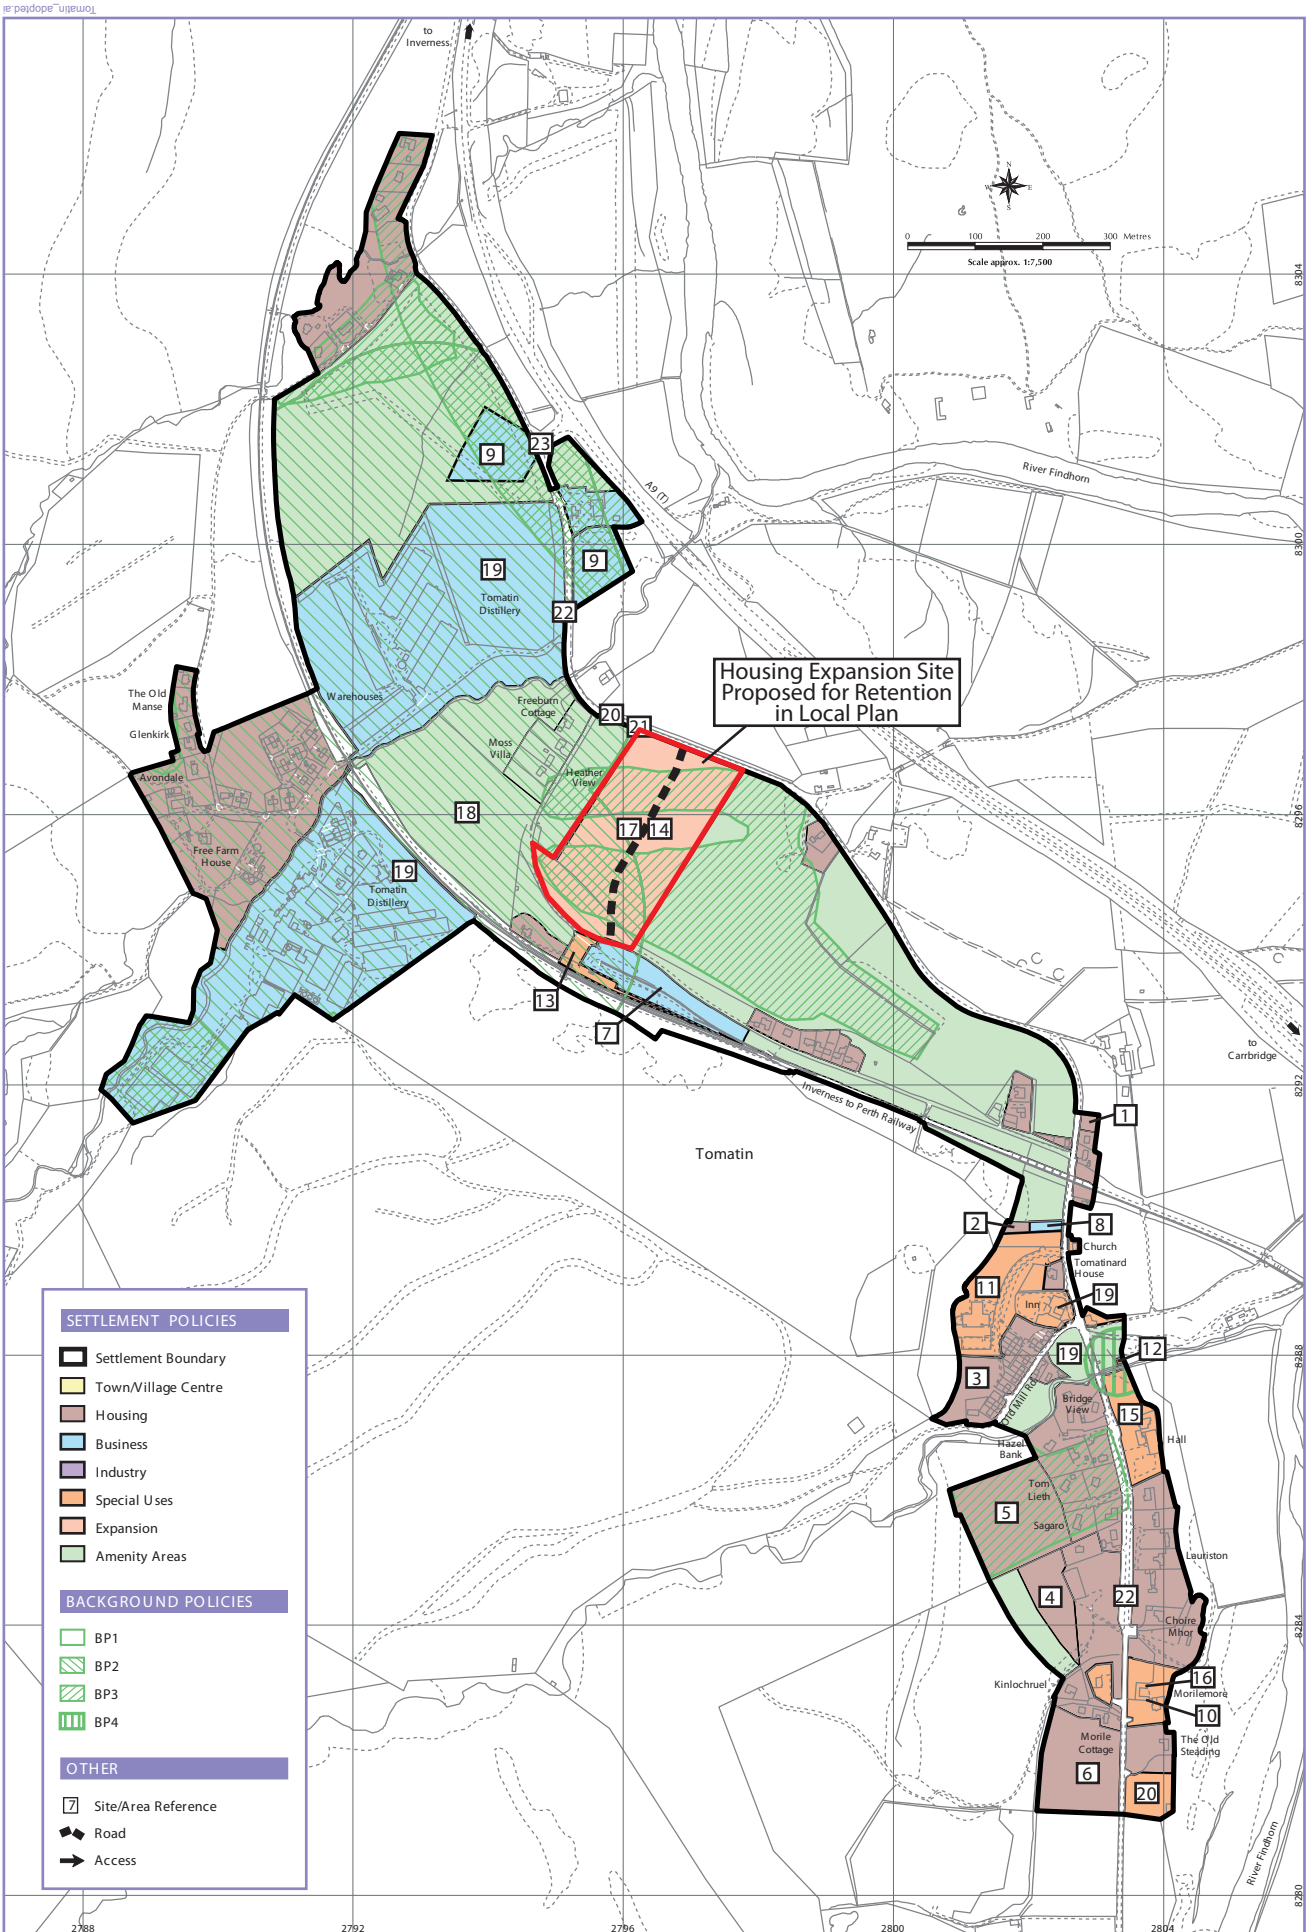 Tomatin_adopted.ai
to
Inverness
N
W
E
S
0 100 200 300 Metres
Scale approx. 1:7,500
8304
River Findhorn
A9 (T)
23
9
9
8300
19
Tomatin
Distillery
22
Housing Expansion Site
Proposed for Retention
in Local Plan
The Old
Manse
Glenkirk
Warehouses
Freeburn
Cottage
20
21
Moss
Villa
Avondale
Heather
View
18
17
14
8296
Free Farm
House
19
Tomatin
Distillery
13
7
to
Carrbridge
8292
Inverness to Perth Railway
1
Tomatin
2
8
Church
Tomatinard
House
11
19
Inn
19
12
8288
3
Old Mill Rd
Bridge
View
15
Hall
Hazel
Bank
Tom
Lieth
5
Sagaro
Lauriston
4
22
Choire
Mhor
8284
Kinlochruel
16
Morilemore
10
Morile
Cottage
The Old
Steading
6
20
River Findhorn
8280
SETTLEMENT POLICIES
Settlement Boundary
Town/Village Centre
Housing
Business
Industry
Special Uses
Expansion
Amenity Areas
BACKGROUND POLICIES
BP1
BP2
BP3
BP4
OTHER
7 Site/Area Reference
Road
Access
2788
2792
2796
2800
2804